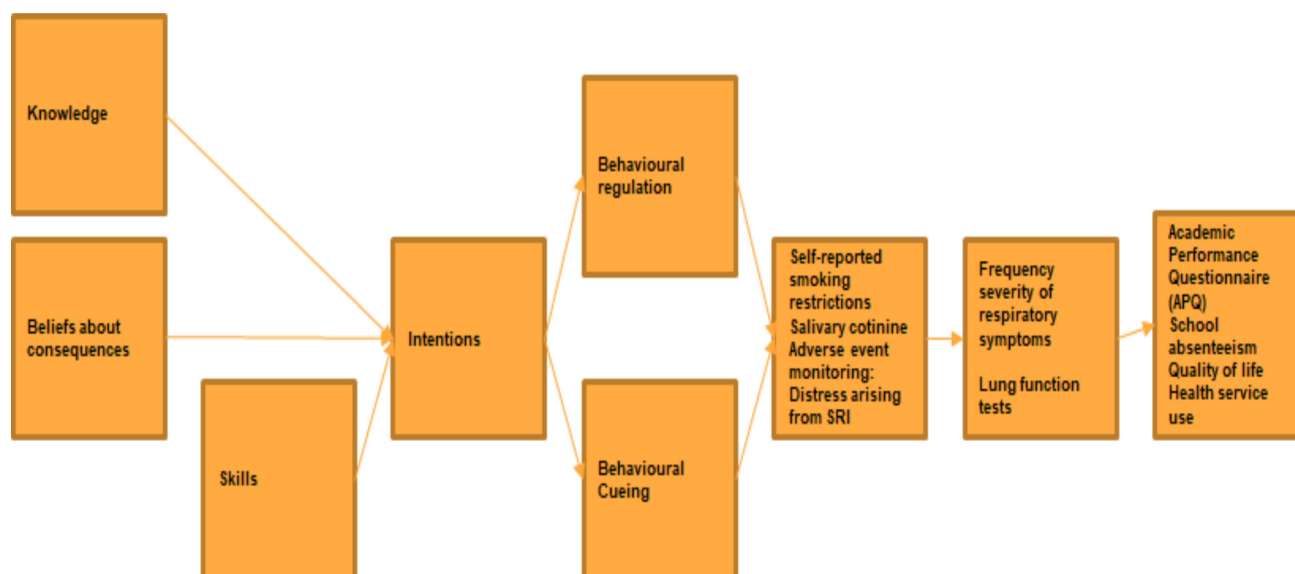 Knowledge
Beliefs about
consequences
Skills
Intentions
Behavioural
regulation
Behavioural
Cueing
Self-reported
smoking
restrictions
Salivary cotinine
Adverse event
monitoring:
Distress arising
from SRI
Frequency
severity of
respiratory
symptoms
Lung function
tests
Academic
Performance
Questionnaire
(APQ)
School
absenteeism
Quality of life
Health service
use